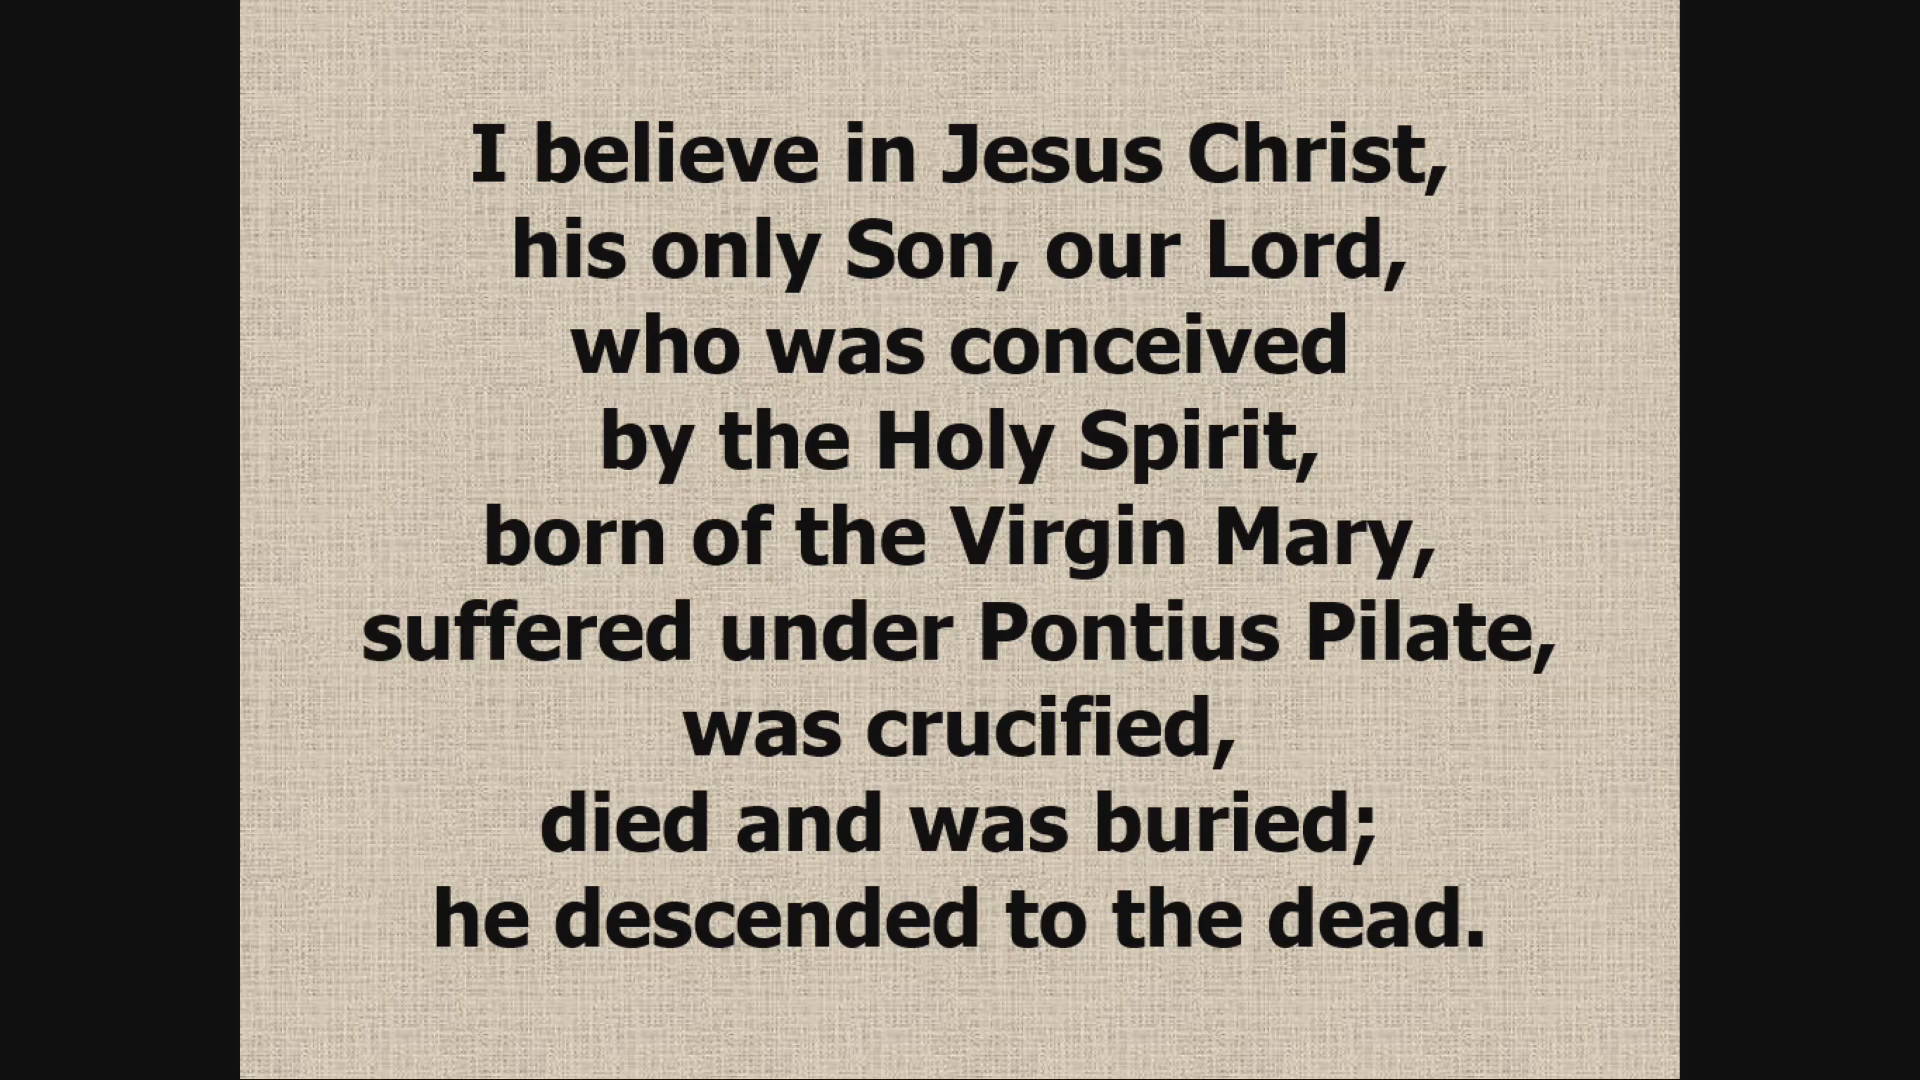 I believe in Jesus Christ,
his only Son, our Lord,
who was conceived
by the Holy Spirit,
born of the Virgin Mary,
suffered under Pontius Pilate,
was crucified,
died and was buried;
he descended to the dead.